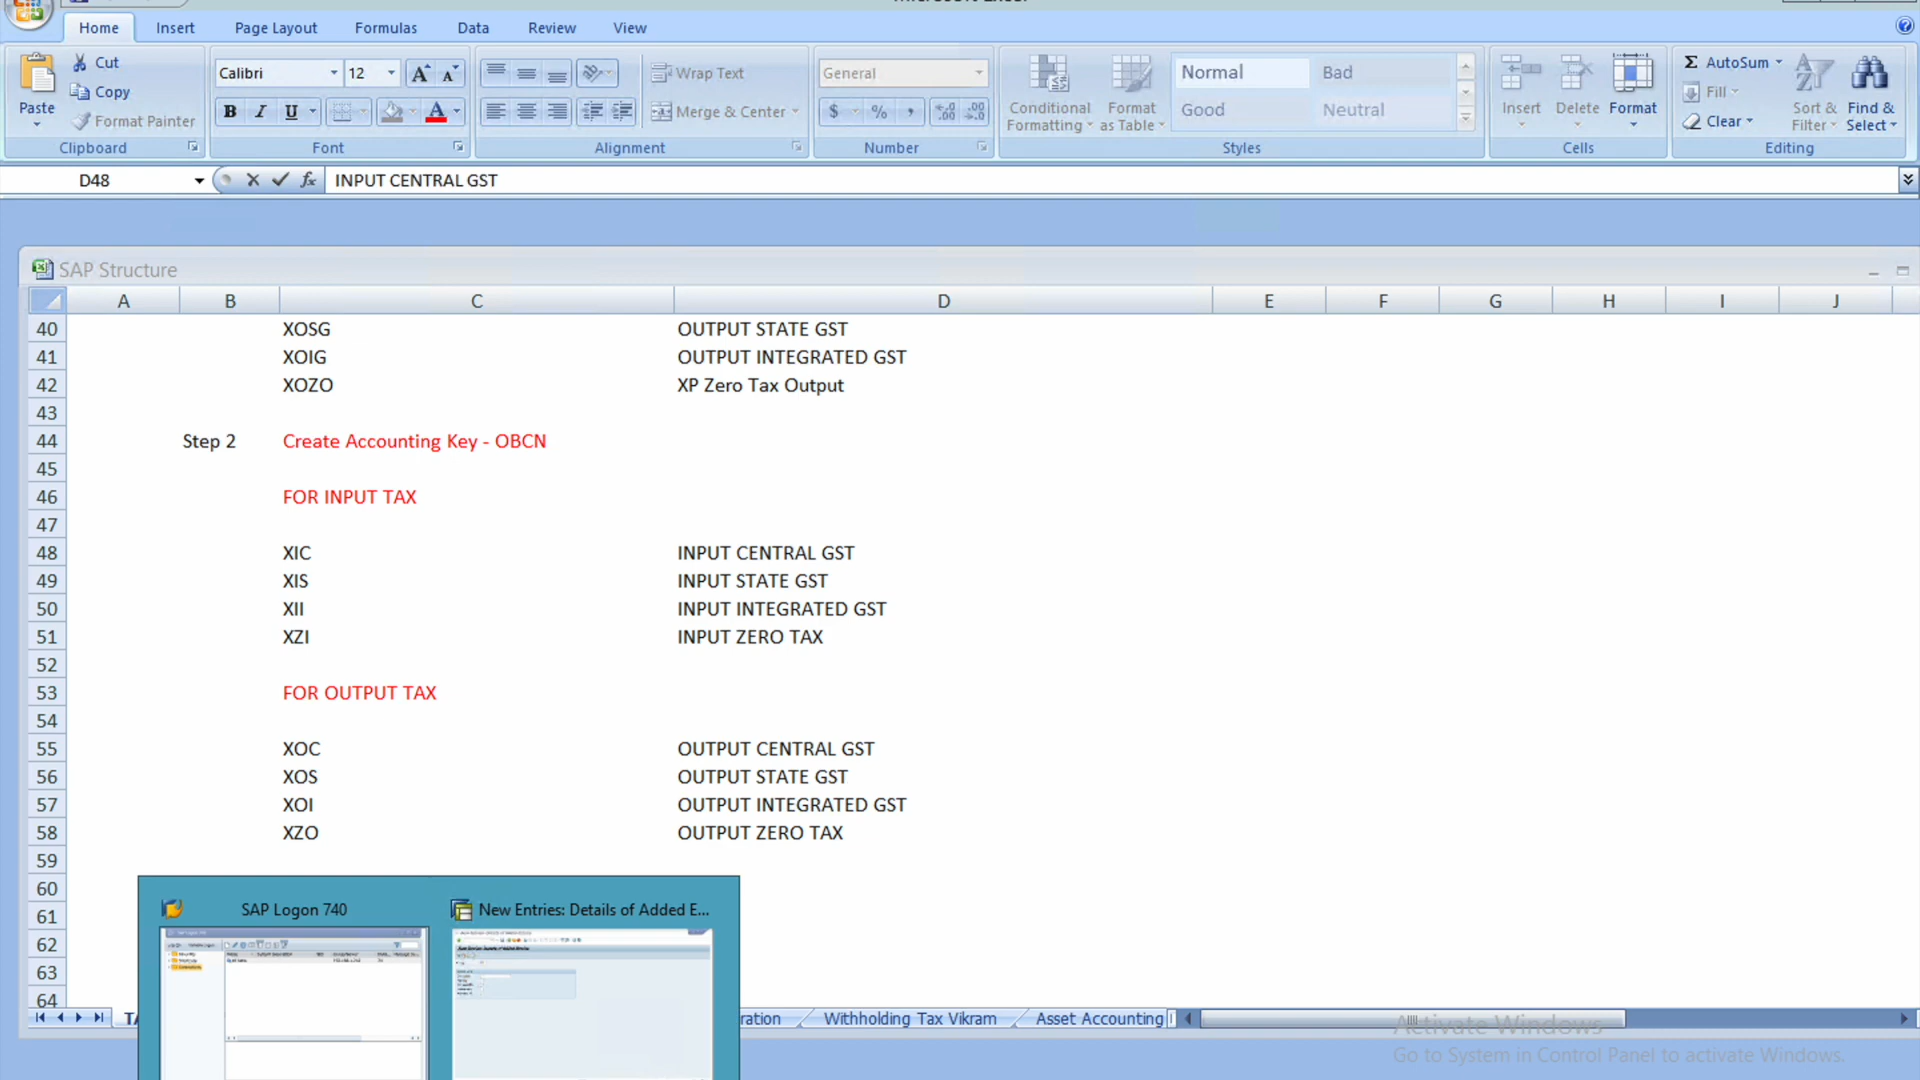 Home Insert Page Layout Formulas Data Review View
Paste
Cut
Copy
Format Painter
Clipboard
Calibri 12
B I U
Font
Wrap Text
Merge & Center
Alignment
General
$ % ,
Number
Conditional Formatting
Format as Table
Normal Bad
Good Neutral
Styles
Insert Delete Format
Cells
Σ AutoSum
Fill
Clear
Sort & Filter
Find & Select
Editing
D48 fx INPUT CENTRAL GST
SAP Structure
A B C D E F G H I J
40 XOSG OUTPUT STATE GST
41 XOIG OUTPUT INTEGRATED GST
42 XOZO XP Zero Tax Output
43
44 Step 2 Create Accounting Key - OBCN
45
46 FOR INPUT TAX
47
48 XIC INPUT CENTRAL GST
49 XIS INPUT STATE GST
50 XII INPUT INTEGRATED GST
51 XZI INPUT ZERO TAX
52
53 FOR OUTPUT TAX
54
55 XOC OUTPUT CENTRAL GST
56 XOS OUTPUT STATE GST
57 XOI OUTPUT INTEGRATED GST
58 XZO OUTPUT ZERO TAX
59
60
61
62
63
64
SAP Logon 740
New Entries: Details of Added E...
ration Withholding Tax Vikram Asset Accounting
Activate Windows
Go to System in Control Panel to activate Windows.